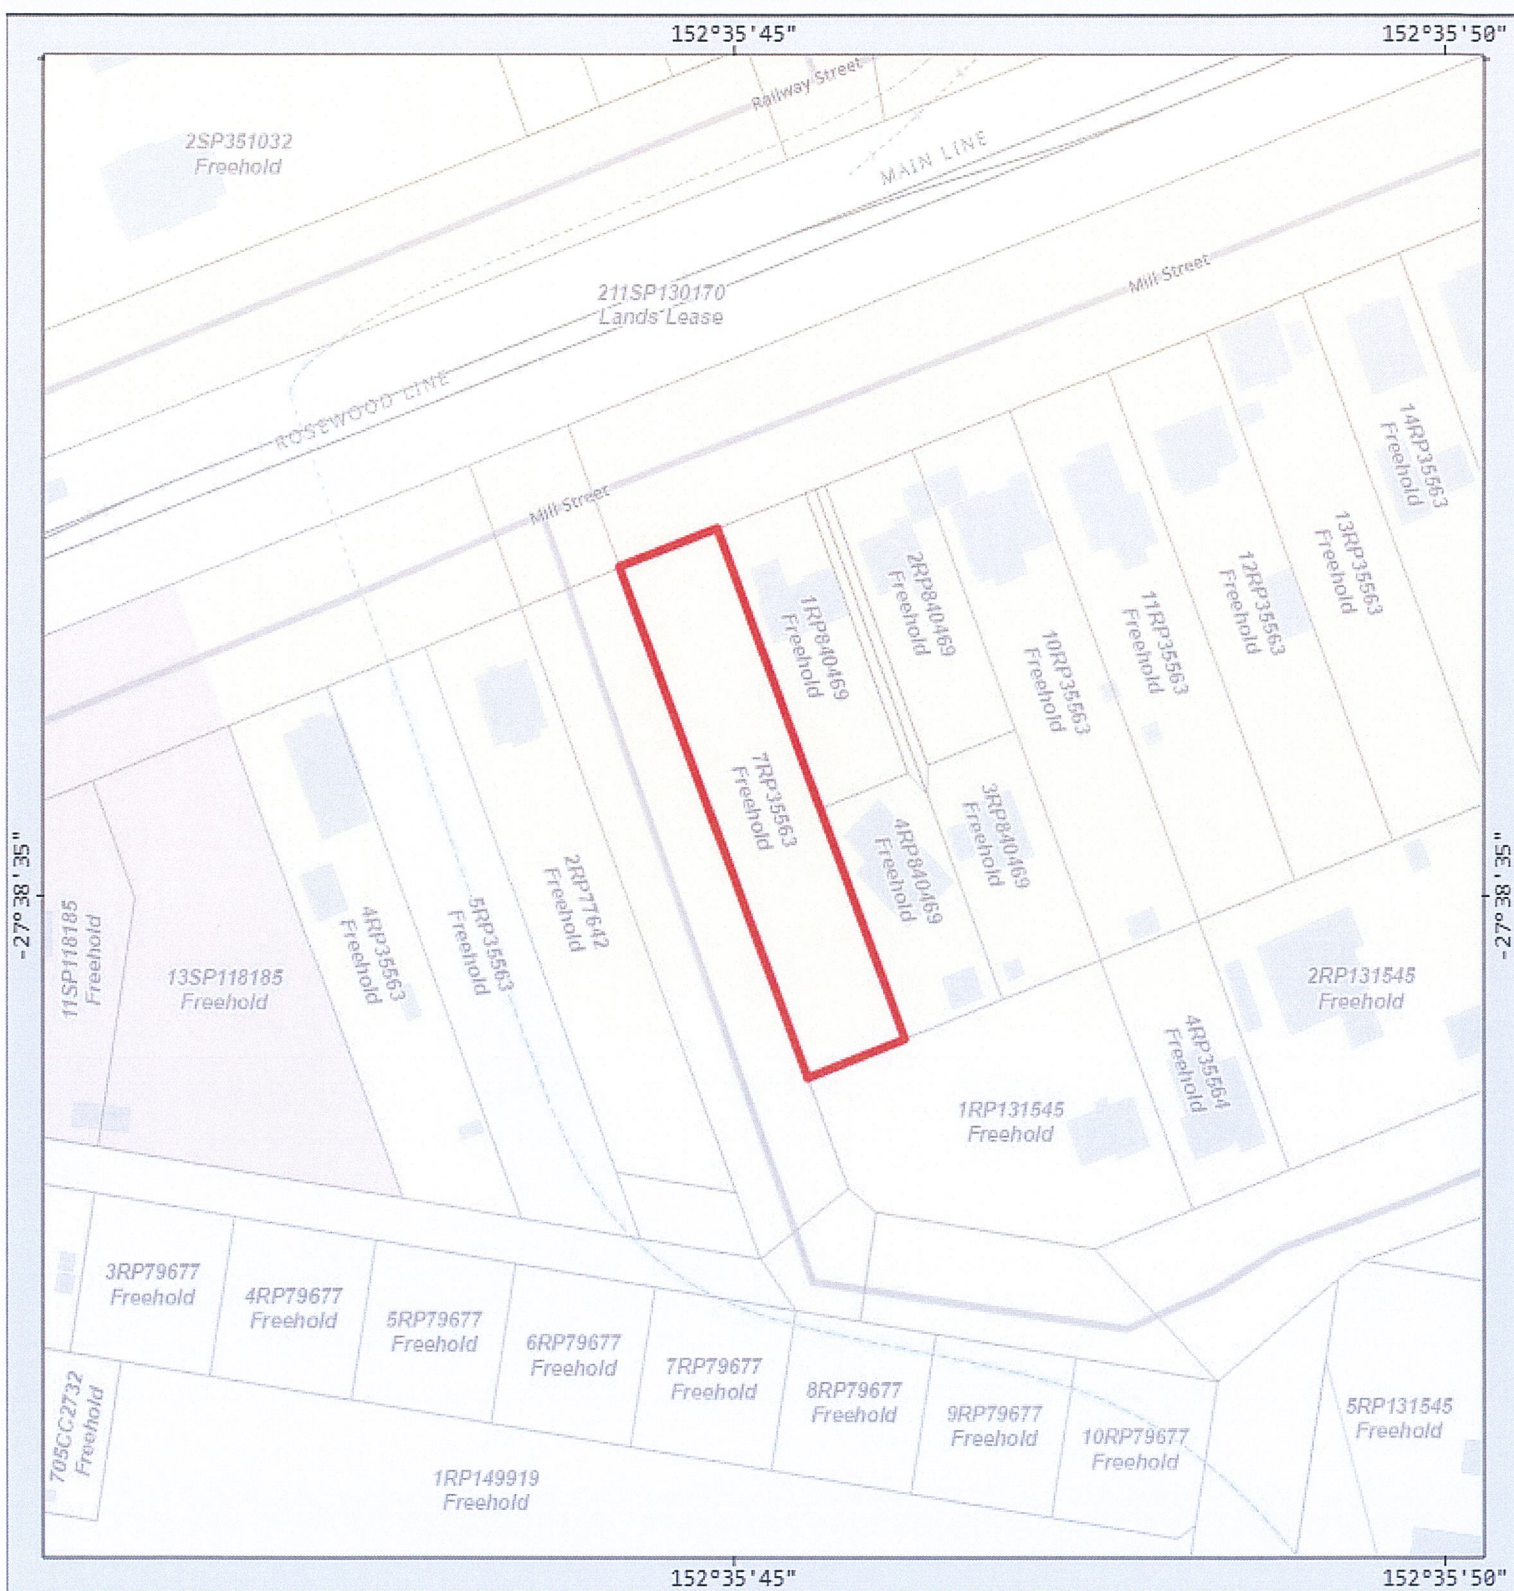 152°35'45"
152°35'50"
Railway Street
2SP351032
Freehold
MAIN LINE
Mill Street
211SP130170
Lands Lease
ROSEWOOD LINE
Mill Street
14RP35563
Freehold
13RP35563
Freehold
12RP35563
Freehold
11RP35563
Freehold
10RP35563
Freehold
2RP840469
Freehold
1RP840469
Freehold
7RP35563
Freehold
3RP840469
Freehold
4RP840469
Freehold
-27°38'35"
-27°38'35"
2RP77642
Freehold
5RP35563
Freehold
4RP35563
Freehold
11SP118185
Freehold
13SP118185
Freehold
2RP131545
Freehold
4RP35564
Freehold
1RP131545
Freehold
3RP79677
Freehold
4RP79677
Freehold
5RP79677
Freehold
6RP79677
Freehold
7RP79677
Freehold
8RP79677
Freehold
9RP79677
Freehold
10RP79677
Freehold
5RP131545
Freehold
705CC2732
Freehold
1RP149919
Freehold
152°35'45"
152°35'50"